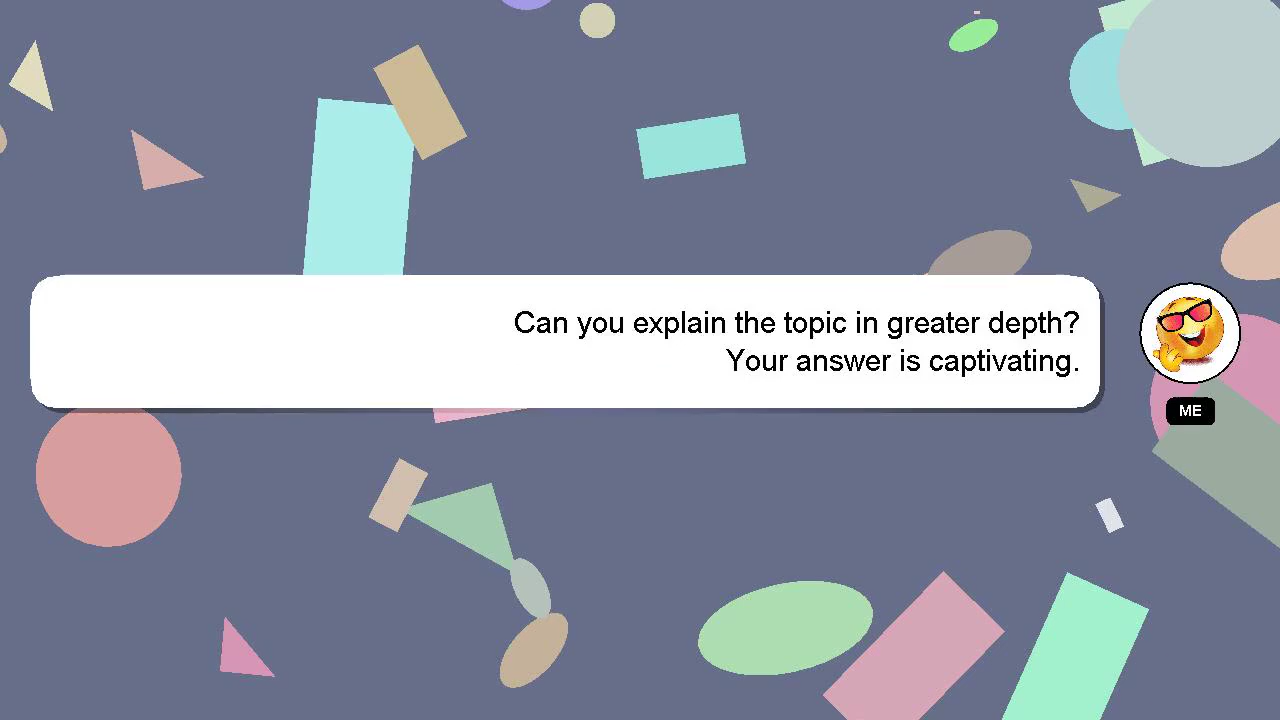 Can you explain the topic in greater depth?
Your answer is captivating.
ME